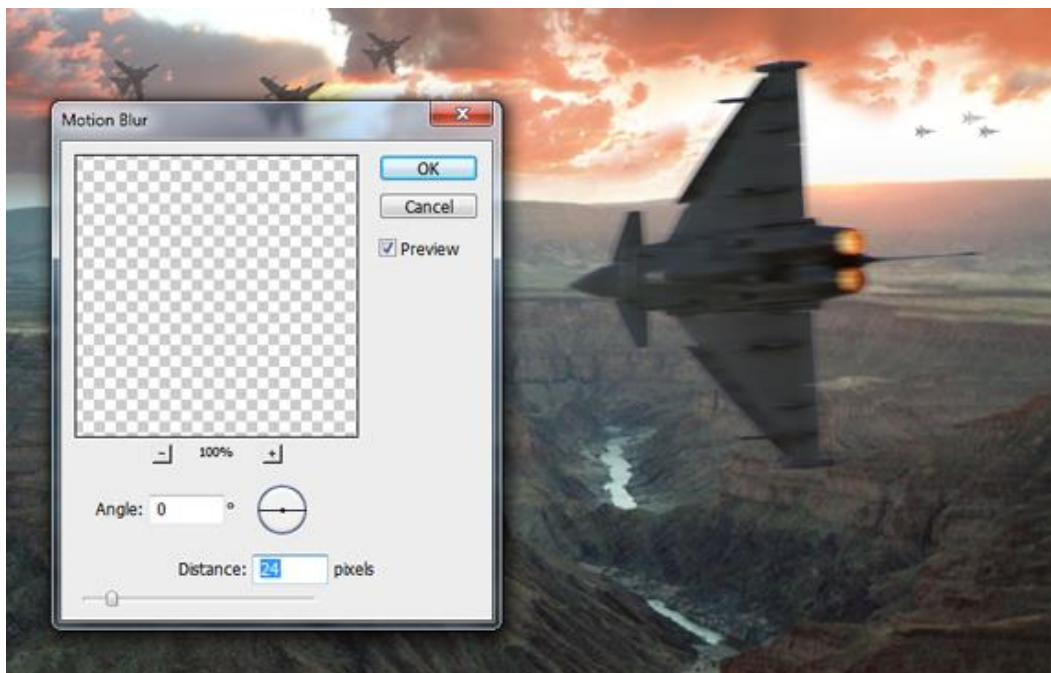 Motion Blur
OK
Cancel
Preview
100%
Angle: 0 °
Distance: 24 pixels